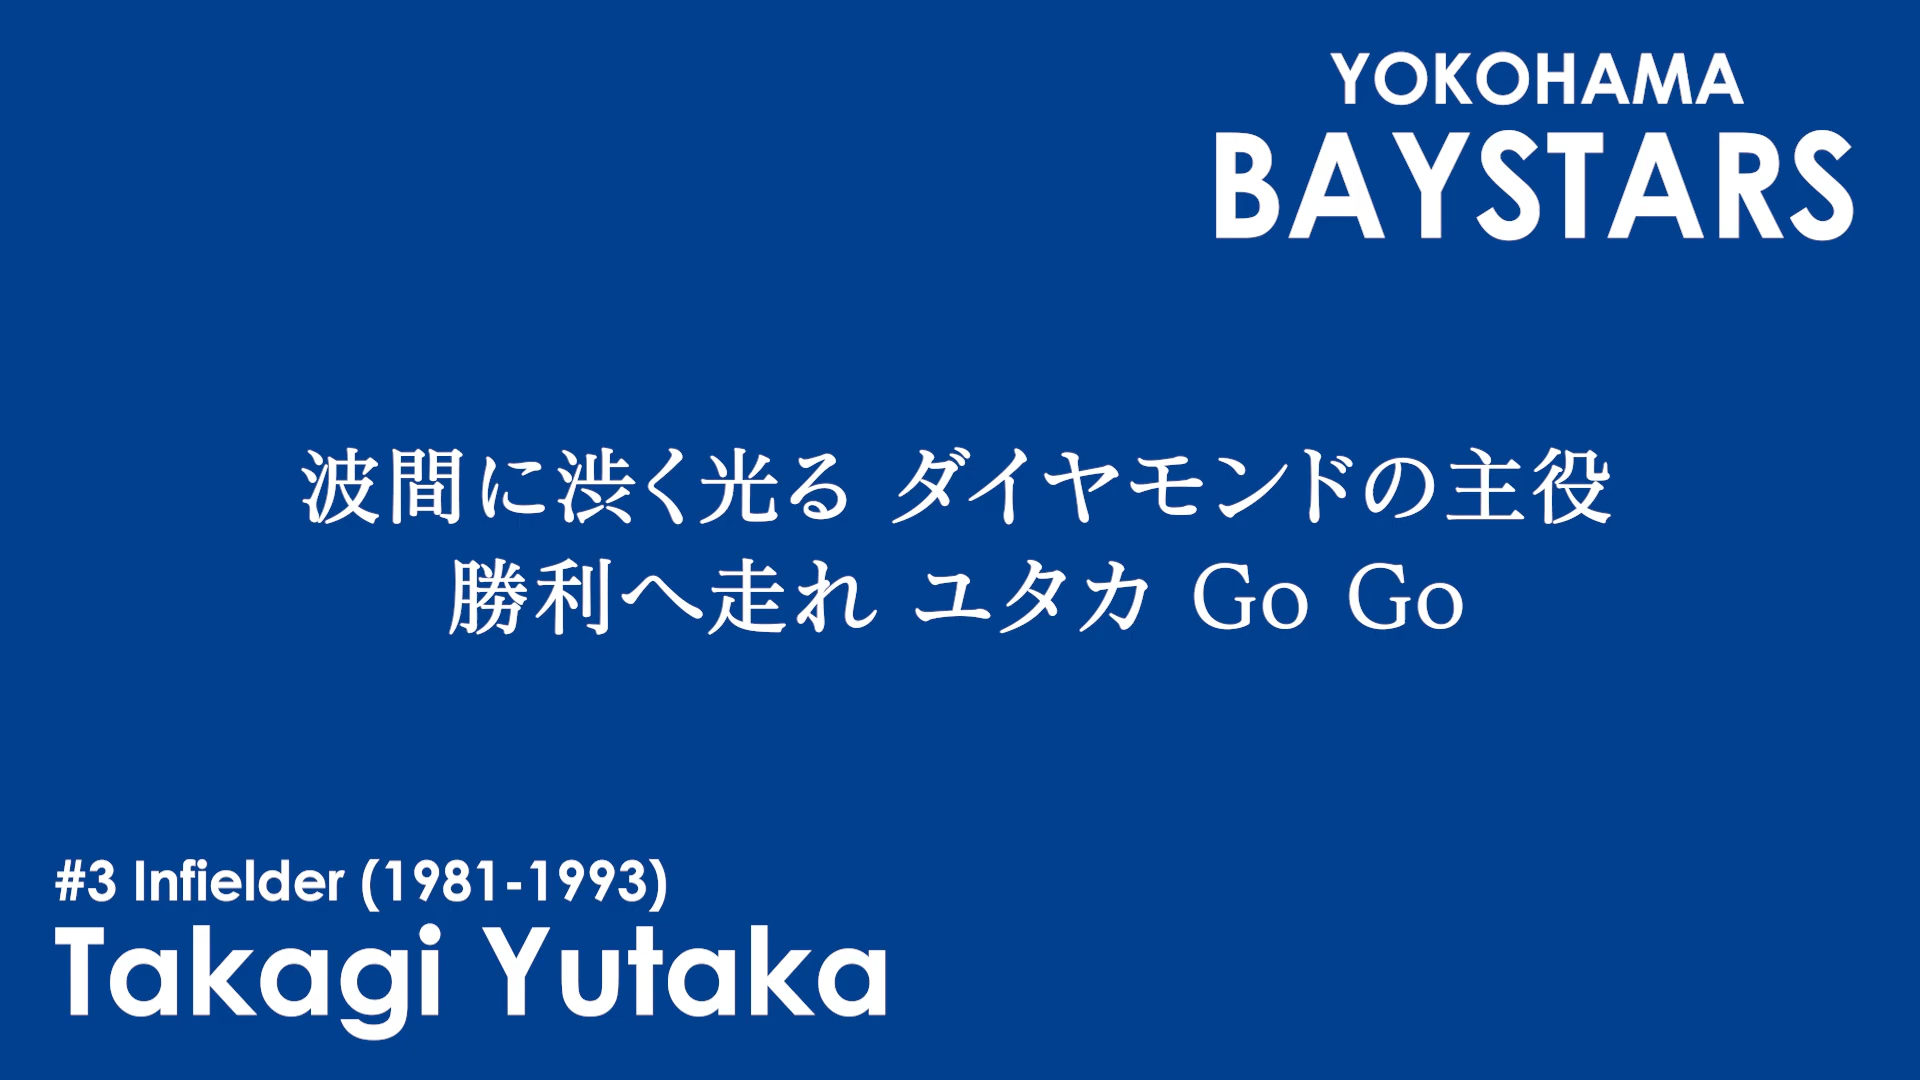 YOKOHAMA
BAYSTARS
波間に渋く光る ダイヤモンドの主役
勝利へ走れ ユタカ Go Go
#3 Infielder (1981-1993)
Takagi Yutaka